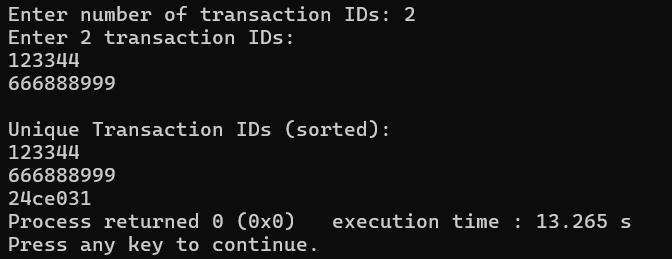 Enter number of transaction IDs: 2
Enter 2 transaction IDs:
123344
666888999
Unique Transaction IDs (sorted):
123344
666888999
24ce031
Process returned 0 (0x0)   execution time : 13.265 s
Press any key to continue.